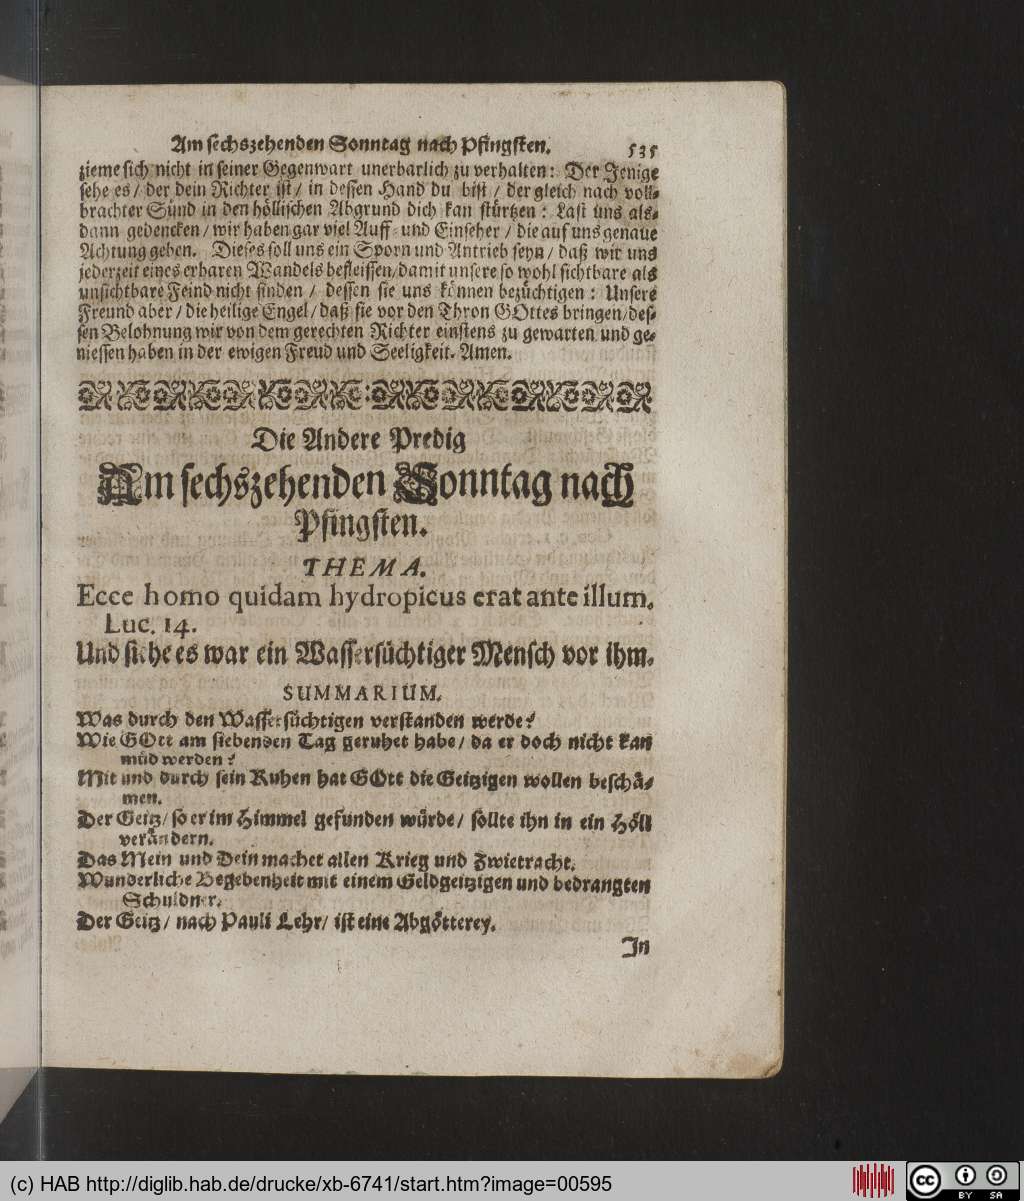 Am sechszehenden Sonntag nach Pfingsten. 535
zieme sich nicht in seiner Gegenwart unerbarlich zu verhalten: Der Jenige
sehe es/ der dein Richter ist/ in dessen Hand du bist/ der gleich nach voll-
brachter Sünd in den höllischen Abgrund dich kan stürtzen: Last uns als-
dann gedencken/ wir haben gar viel Auff- und Einseher/ die auf uns genaue
Achtung geben. Dieses soll uns ein Sporn und Antrieb seyn/ daß wir uns
jederzeit eines erbaren Wandels befleissen/ damit unsere so wohl sichtbare als
unsichtbare Feind nicht finden/ dessen sie uns können bezüchtigen: Unsere
Freund aber/ die heilige Engel/ daß sie vor den Thron GOttes bringen/ des-
sen Belohnung wir von dem gerechten Richter einstens zu gewarten und ge-
niessen haben in der ewigen Freud und Seeligkeit. Amen.
Die Andere Predig
Am sechszehenden Sonntag nach
Pfingsten.
THEMA.
Ecce homo quidam hydropicus erat ante illum.
Luc. 14.
Und siehe es war ein Wassersüchtiger Mensch vor ihm.
SUMMARIUM.
Was durch den Wassersüchtigen verstanden werde?
Wie GOtt am siebenden Tag geruhet habe/ da er doch nicht kan
müd werden?
Mit und durch sein Ruhen hat GOtt die Geitzigen wollen beschä-
men.
Der Geitz/ so er im Himmel gefunden würde/ sollte ihn in ein Höll
verändern.
Das Mein und Dein machet allen Krieg und Zwietracht.
Wunderliche Begebenheit mit einem Geldgeitzigen und bedrangten
Schuldner.
Der Geitz/ nach Pauli Lehr/ ist eine Abgötterey.
In
(c) HAB http://diglib.hab.de/drucke/xb-6741/start.htm?image=00595
cc BY SA